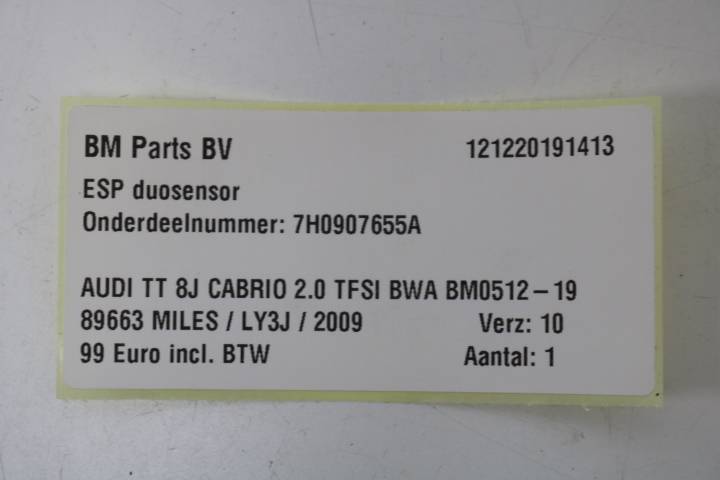 BM Parts BV 121220191413
ESP duosensor
Onderdeelnummer: 7H0907655A
AUDI TT 8J CABRIO 2.0 TFSI BWA BM0512-19
89663 MILES / LY3J / 2009 Verz: 10
99 Euro incl. BTW Aantal: 1